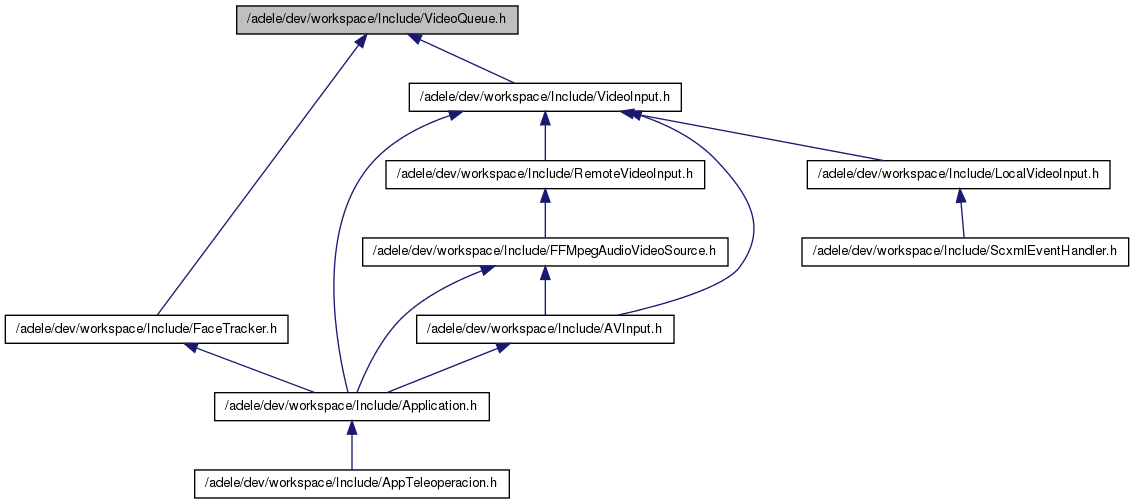 /adele/dev/workspace/Include/VideoQueue.h
/adele/dev/workspace/Include/VideoInput.h
/adele/dev/workspace/Include/RemoteVideoInput.h
/adele/dev/workspace/Include/LocalVideoInput.h
/adele/dev/workspace/Include/FFMpegAudioVideoSource.h
/adele/dev/workspace/Include/ScxmlEventHandler.h
/adele/dev/workspace/Include/FaceTracker.h
/adele/dev/workspace/Include/AVInput.h
/adele/dev/workspace/Include/Application.h
/adele/dev/workspace/Include/AppTeleoperacion.h